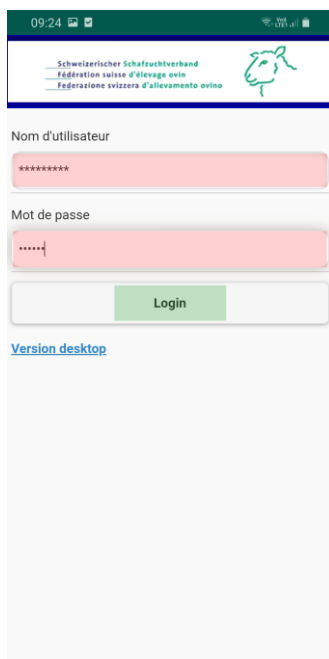 09:24
Schweizerischer Schafzuchtverband
Fédération suisse d'élevage ovin
Federazione svizzera d'allevamento ovino
Nom d'utilisateur
*********
Mot de passe
••••••
Login
Version desktop